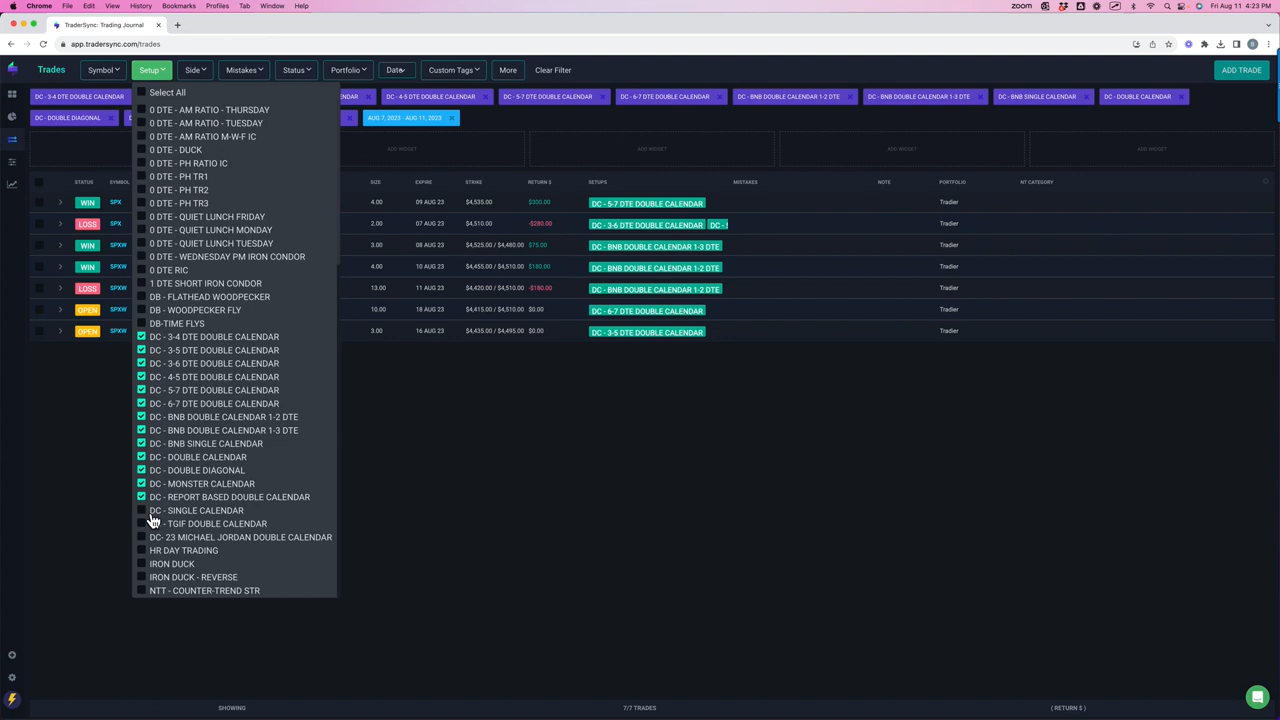 Chrome File Edit View History Bookmarks Profiles Tab Window Help zoom Fri Aug 11 4:23 PM
TraderSync: Trading Journal
app.tradersync.com/trades
Trades Symbol Setup Side Mistakes Status Portfolio Date Custom Tags More Clear Filter ADD TRADE
DC - 3-4 DTE DOUBLE CALENDAR LENDAR DC - 4-5 DTE DOUBLE CALENDAR DC - 5-7 DTE DOUBLE CALENDAR DC - 6-7 DTE DOUBLE CALENDAR DC - BNB DOUBLE CALENDAR 1-2 DTE DC - BNB DOUBLE CALENDAR 1-3 DTE DC - BNB SINGLE CALENDAR DC - DOUBLE CALENDAR
DC - DOUBLE DIAGONAL AUG 7, 2023 - AUG 11, 2023
ADD WIDGET ADD WIDGET ADD WIDGET ADD WIDGET
STATUS SYMBOL SIZE EXPIRE STRIKE RETURN $ SETUPS MISTAKES NOTE PORTFOLIO NT CATEGORY
WIN SPX 4.00 09 AUG 23 $4,535.00 $300.00 DC - 5-7 DTE DOUBLE CALENDAR Tradier
LOSS SPX 2.00 07 AUG 23 $4,510.00 -$280.00 DC - 3-6 DTE DOUBLE CALENDAR DC - Tradier
WIN SPXW 3.00 08 AUG 23 $4,525.00 / $4,480.00 $75.00 DC - BNB DOUBLE CALENDAR 1-3 DTE Tradier
WIN SPXW 4.00 10 AUG 23 $4,455.00 / $4,510.00 $180.00 DC - BNB DOUBLE CALENDAR 1-2 DTE Tradier
LOSS SPXW 13.00 11 AUG 23 $4,420.00 / $4,510.00 -$180.00 DC - BNB DOUBLE CALENDAR 1-2 DTE Tradier
OPEN SPXW 10.00 18 AUG 23 $4,435.00 / $4,510.00 $0.00 DC - 6-7 DTE DOUBLE CALENDAR Tradier
OPEN SPXW 3.00 16 AUG 23 $4,435.00 / $4,495.00 $0.00 DC - 3-5 DTE DOUBLE CALENDAR Tradier
Select All
0 DTE - AM RATIO - THURSDAY
0 DTE - AM RATIO - TUESDAY
0 DTE - AM RATIO M-W-F IC
0 DTE - DUCK
0 DTE - PH RATIO IC
0 DTE - PH TR1
0 DTE - PH TR2
0 DTE - PH TR3
0 DTE - QUIET LUNCH FRIDAY
0 DTE - QUIET LUNCH MONDAY
0 DTE - QUIET LUNCH TUESDAY
0 DTE - WEDNESDAY PM IRON CONDOR
0 DTE RIC
1 DTE SHORT IRON CONDOR
DB - FLATHEAD WOODPECKER
DB - WOODPECKER FLY
DB-TIME FLYS
DC - 3-4 DTE DOUBLE CALENDAR
DC - 3-5 DTE DOUBLE CALENDAR
DC - 3-6 DTE DOUBLE CALENDAR
DC - 4-5 DTE DOUBLE CALENDAR
DC - 5-7 DTE DOUBLE CALENDAR
DC - 6-7 DTE DOUBLE CALENDAR
DC - BNB DOUBLE CALENDAR 1-2 DTE
DC - BNB DOUBLE CALENDAR 1-3 DTE
DC - BNB SINGLE CALENDAR
DC - DOUBLE CALENDAR
DC - DOUBLE DIAGONAL
DC - MONSTER CALENDAR
DC - REPORT BASED DOUBLE CALENDAR
DC - SINGLE CALENDAR
- TGIF DOUBLE CALENDAR
DC- 23 MICHAEL JORDAN DOUBLE CALENDAR
HR DAY TRADING
IRON DUCK
IRON DUCK - REVERSE
NTT - COUNTER-TREND STR
SHOWING 7/7 TRADES ( RETURN $ )